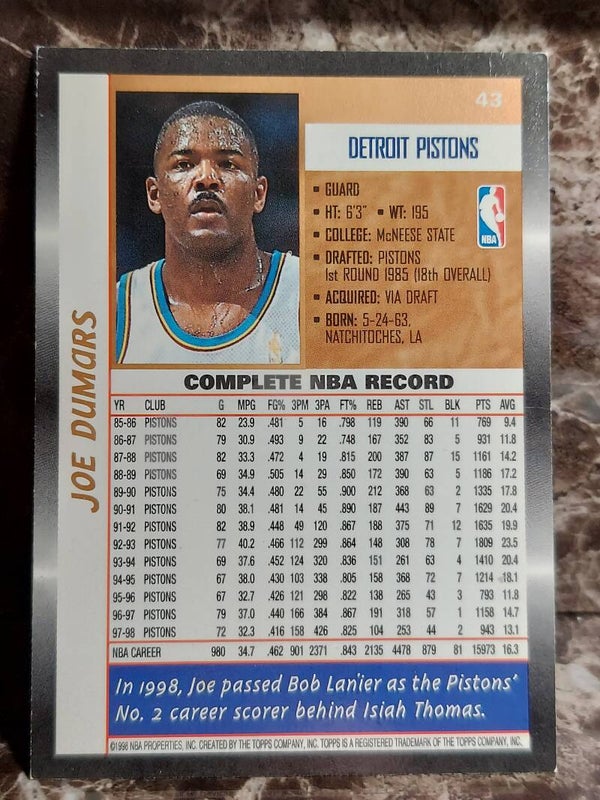 43
DETROIT PISTONS
• GUARD
• HT: 6'3" • WT: 195
• COLLEGE: McNEESE STATE
• DRAFTED: PISTONS
1st ROUND 1985 (18th OVERALL)
• ACQUIRED: VIA DRAFT
• BORN: 5-24-63,
NATCHITOCHES, LA
NBA
JOE DUMARS
COMPLETE NBA RECORD
YR CLUB G MPG FG% 3PM 3PA FT% REB AST STL BLK PTS AVG
85-86 PISTONS 82 23.9 .481 5 16 .798 119 390 66 11 769 9.4
86-87 PISTONS 79 30.9 .493 9 22 .748 167 352 83 5 931 11.8
87-88 PISTONS 82 33.3 .472 4 19 .815 200 387 87 15 1161 14.2
88-89 PISTONS 69 34.9 .505 14 29 .850 172 390 63 5 1186 17.2
89-90 PISTONS 75 34.4 .480 22 55 .900 212 368 63 2 1335 17.8
90-91 PISTONS 80 38.1 .481 14 45 .890 187 443 89 7 1629 20.4
91-92 PISTONS 82 38.9 .448 49 120 .867 188 375 71 12 1635 19.9
92-93 PISTONS 77 40.2 .466 112 299 .864 148 308 78 7 1809 23.5
93-94 PISTONS 69 37.6 .452 124 320 .836 151 261 63 4 1410 20.4
94-95 PISTONS 67 38.0 .430 103 338 .805 158 368 72 7 1214 18.1
95-96 PISTONS 67 32.7 .426 121 298 .822 138 265 43 3 793 11.8
96-97 PISTONS 79 37.0 .440 166 384 .867 191 318 57 1 1158 14.7
97-98 PISTONS 72 32.3 .416 158 426 .825 104 253 44 2 943 13.1
NBA CAREER 980 34.7 .462 901 2371 .843 2135 4478 879 81 15973 16.3
In 1998, Joe passed Bob Lanier as the Pistons'
No. 2 career scorer behind Isiah Thomas.
©1998 NBA PROPERTIES, INC. CREATED BY THE TOPPS COMPANY, INC. TOPPS IS A REGISTERED TRADEMARK OF THE TOPPS COMPANY, INC.